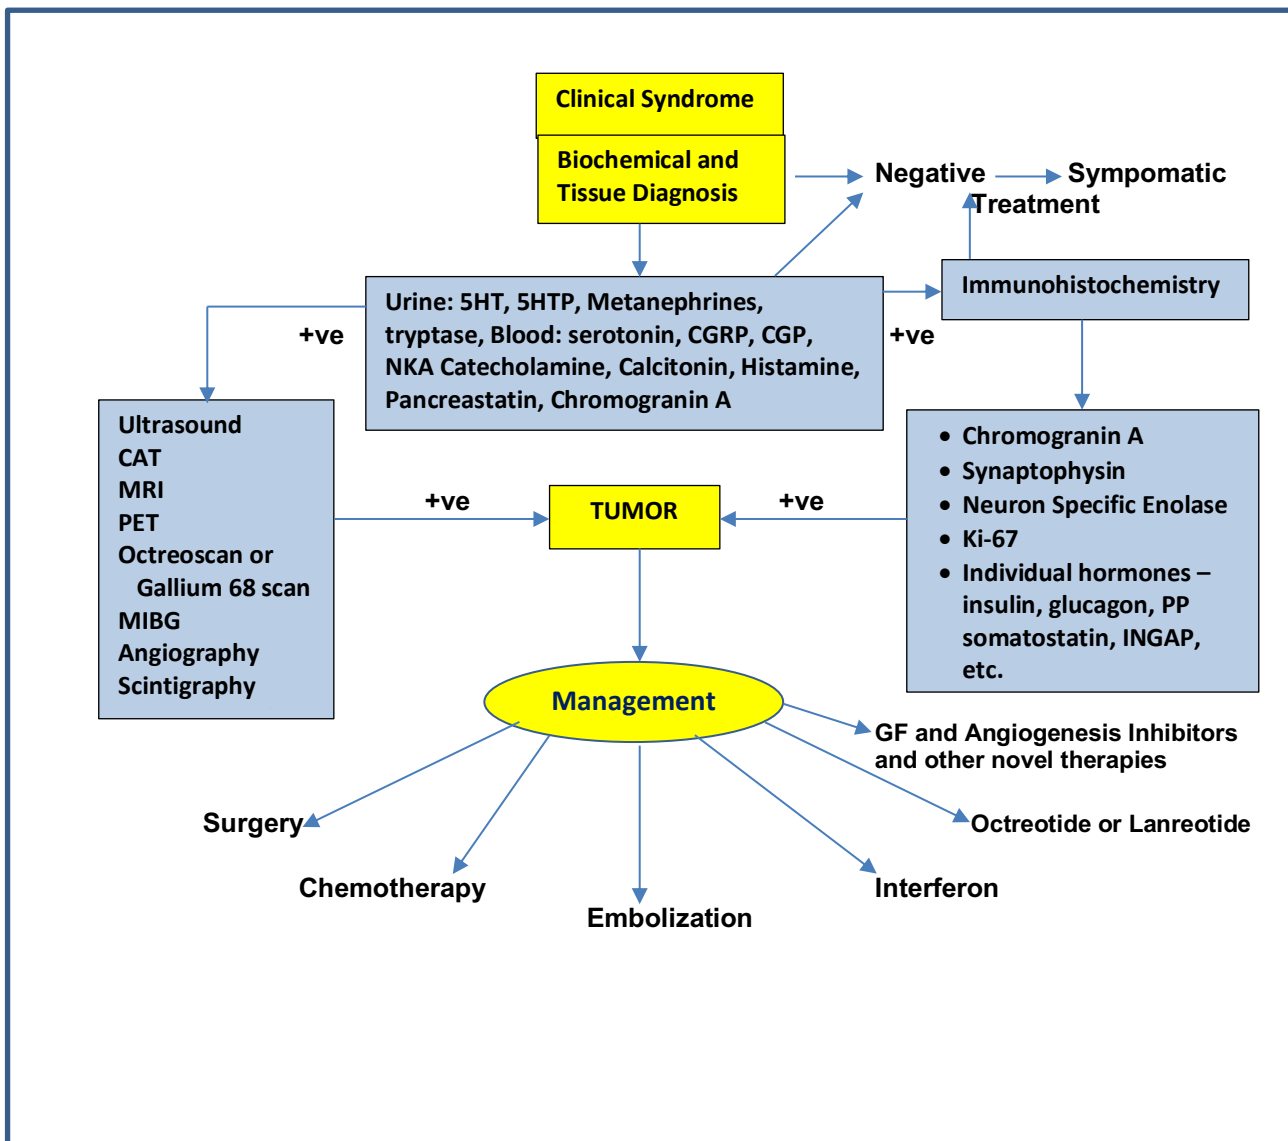 Clinical Syndrome
Biochemical and
Tissue Diagnosis
Negative
Sympomatic
Treatment
Urine: 5HT, 5HTP, Metanephrines,
tryptase, Blood: serotonin, CGRP, CGP,
NKA Catecholamine, Calcitonin, Histamine,
Pancreastatin, Chromogranin A
Immunohistochemistry
+ve
+ve
Ultrasound
CAT
MRI
PET
Octreoscan or
Gallium 68 scan
MIBG
Angiography
Scintigraphy
+ve
TUMOR
+ve
• Chromogranin A
• Synaptophysin
• Neuron Specific Enolase
• Ki-67
• Individual hormones –
insulin, glucagon, PP
somatostatin, INGAP,
etc.
Management
GF and Angiogenesis Inhibitors
and other novel therapies
Surgery
Octreotide or Lanreotide
Chemotherapy
Interferon
Embolization